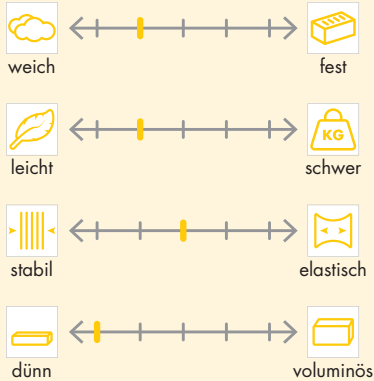 weich fest
KG
leicht schwer
stabil elastisch
dünn voluminös